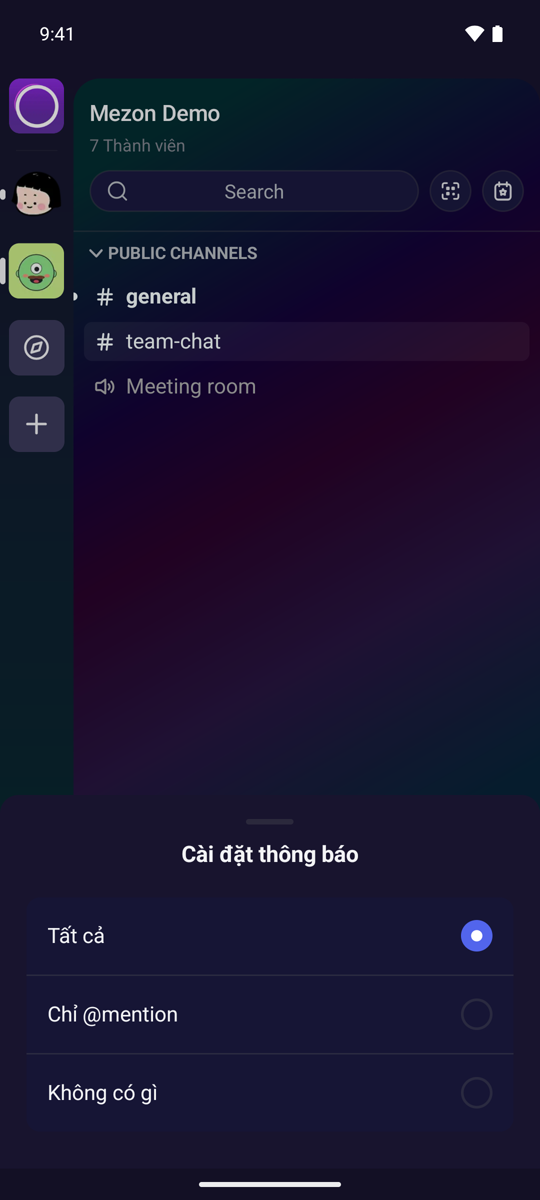 9:41
Mezon Demo
7 Thành viên
Search
PUBLIC CHANNELS
# general
# team-chat
Meeting room
Cài đặt thông báo
Tất cả
Chỉ @mention
Không có gì